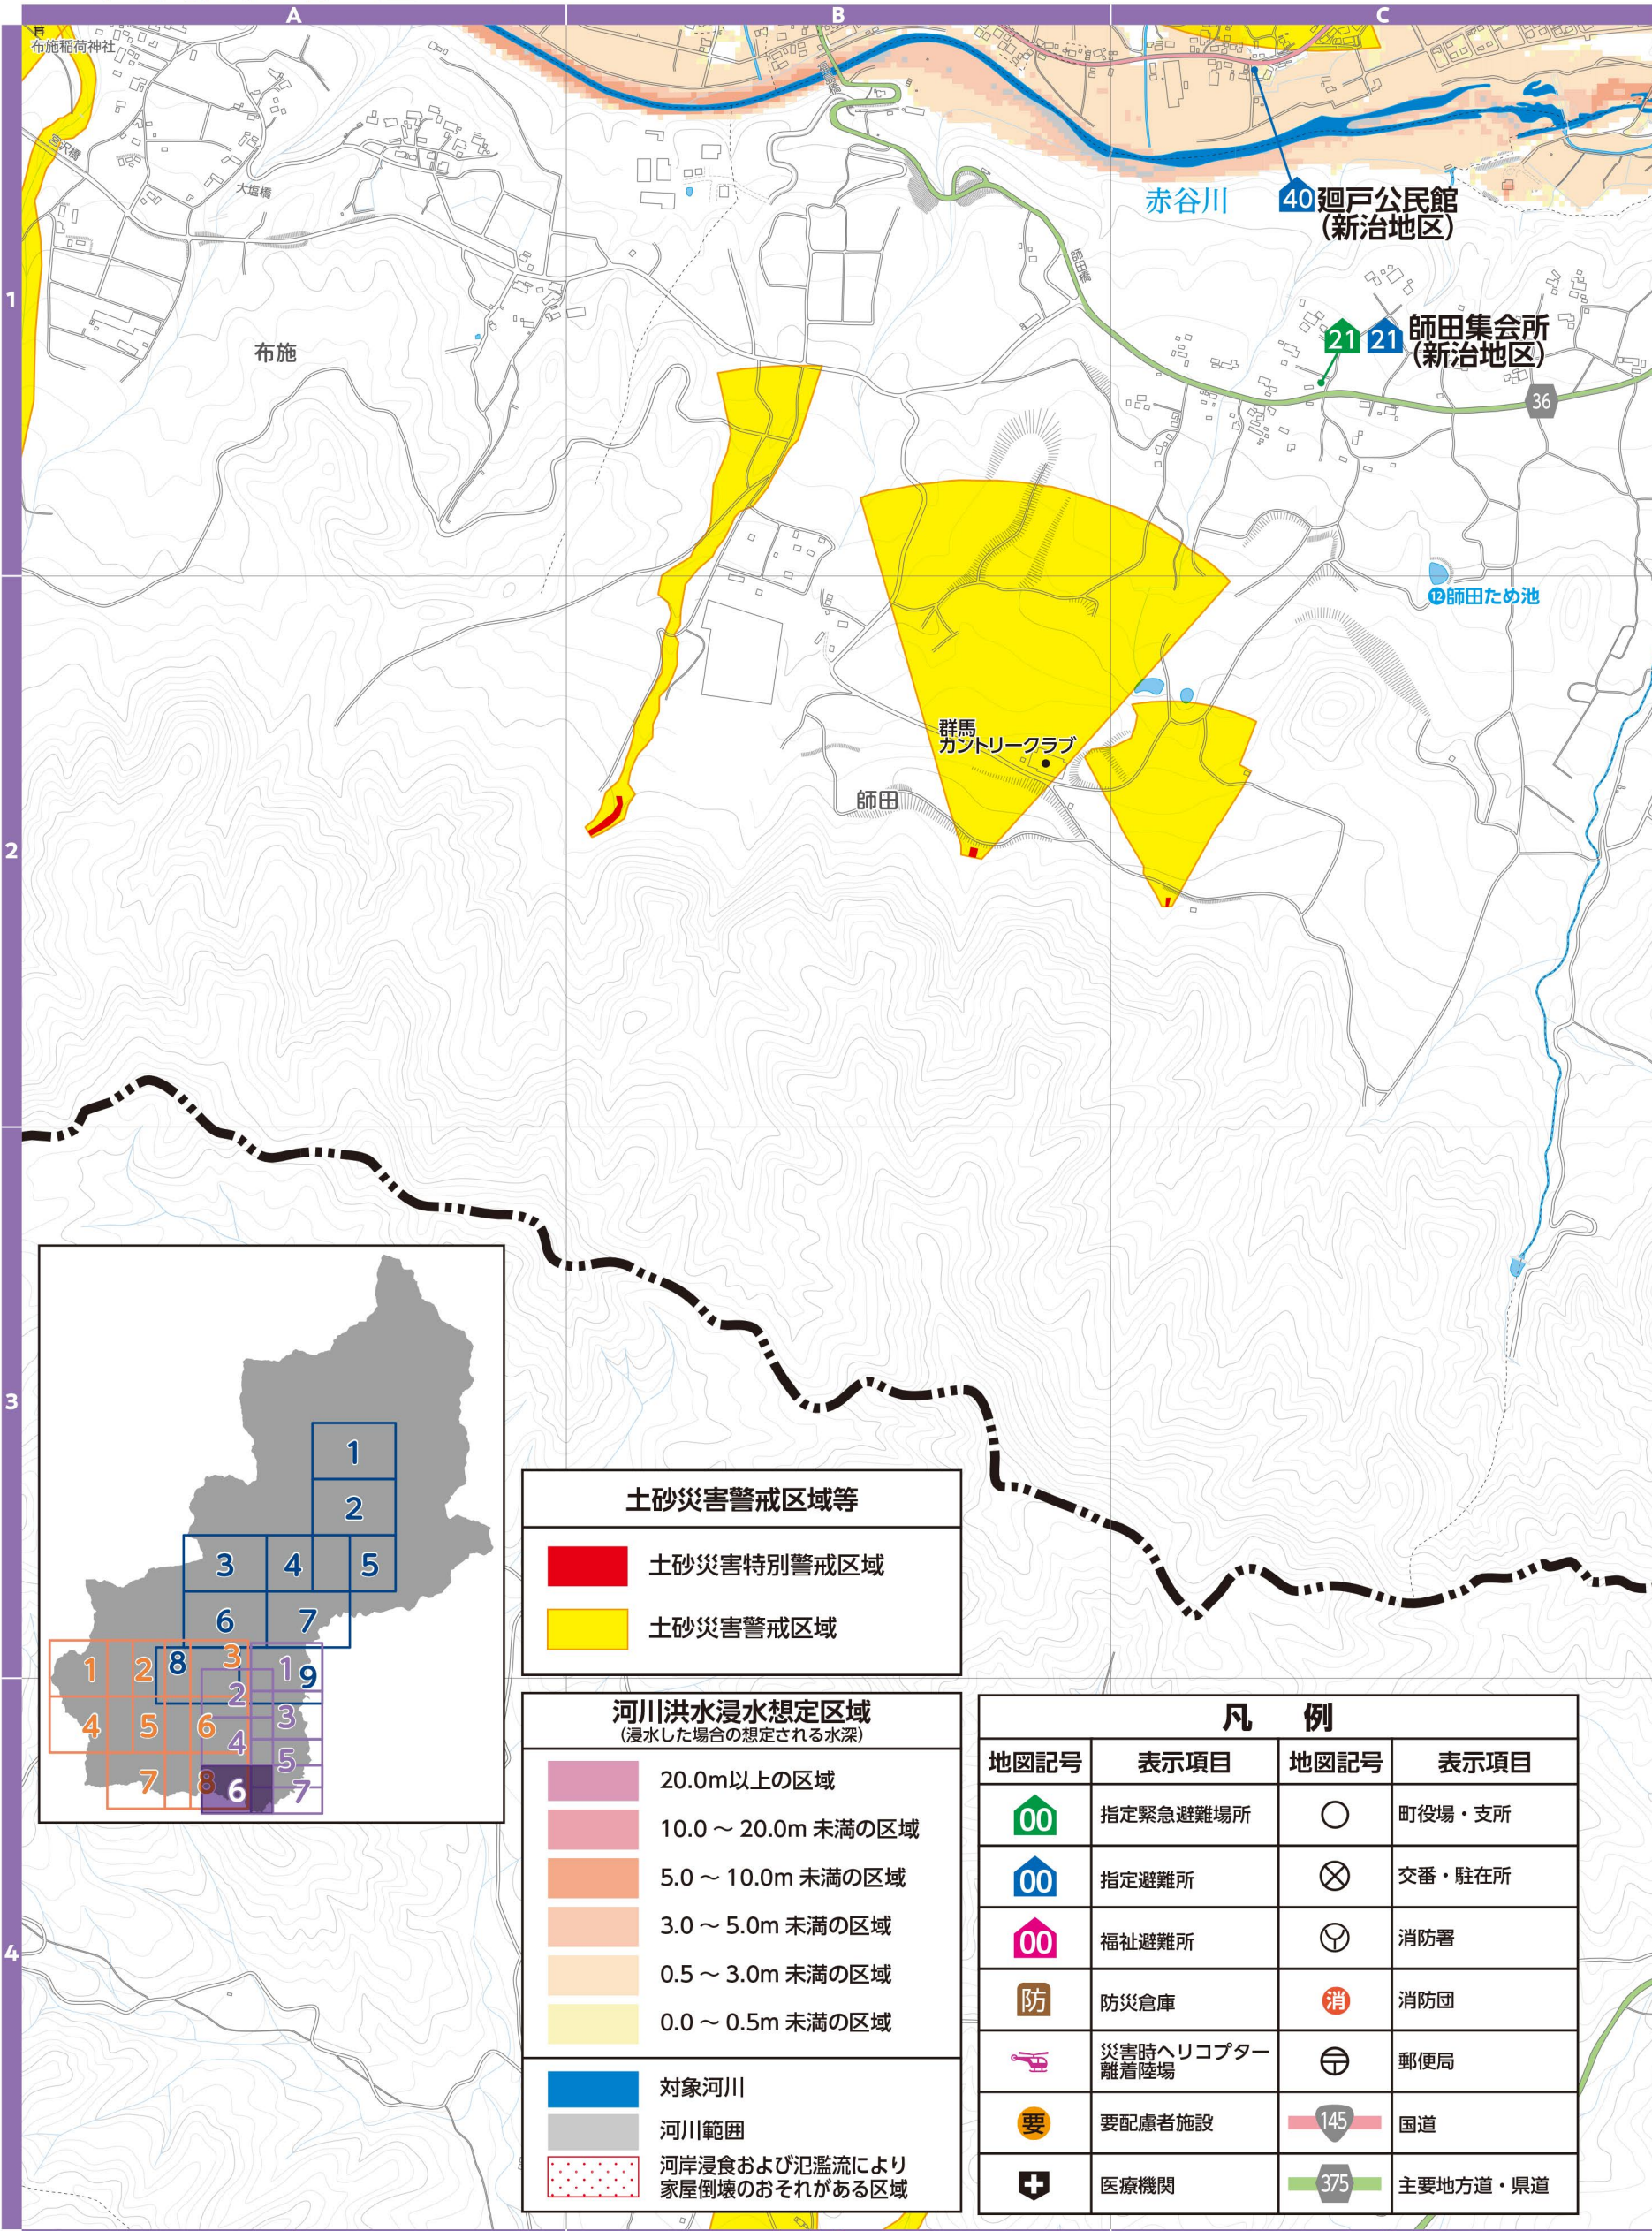 A
B
C
布施稲荷神社
宮沢橋
大塩橋
赤谷川
40 廻戸公民館
(新治地区)
1
布施
21 21 師田集会所
(新治地区)
36
⑫師田ため池
群馬
カントリークラブ
師田
2
3
1
2
3 4 5
6 7
8 9
1 2 3
4 5 6
7 8
1
2
3
4
5
6
7
土砂災害警戒区域等
土砂災害特別警戒区域
土砂災害警戒区域
4
河川洪水浸水想定区域
(浸水した場合の想定される水深)
20.0m以上の区域
10.0 ～ 20.0m 未満の区域
5.0 ～ 10.0m 未満の区域
3.0 ～ 5.0m 未満の区域
0.5 ～ 3.0m 未満の区域
0.0 ～ 0.5m 未満の区域
対象河川
河川範囲
河岸浸食および氾濫流により
家屋倒壊のおそれがある区域
凡 例
地図記号 表示項目 地図記号 表示項目
00 指定緊急避難場所 町役場・支所
00 指定避難所 交番・駐在所
00 福祉避難所 消防署
防 防災倉庫 消 消防団
災害時ヘリコプター
離着陸場
郵便局
要 要配慮者施設 145 国道
医療機関 375 主要地方道・県道